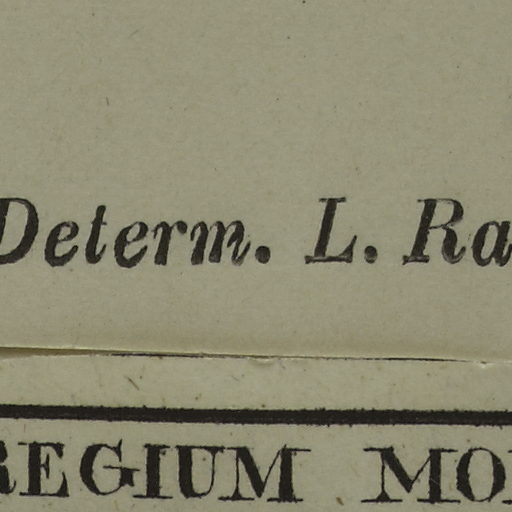 Determ. L. Ra
REGIUM MO